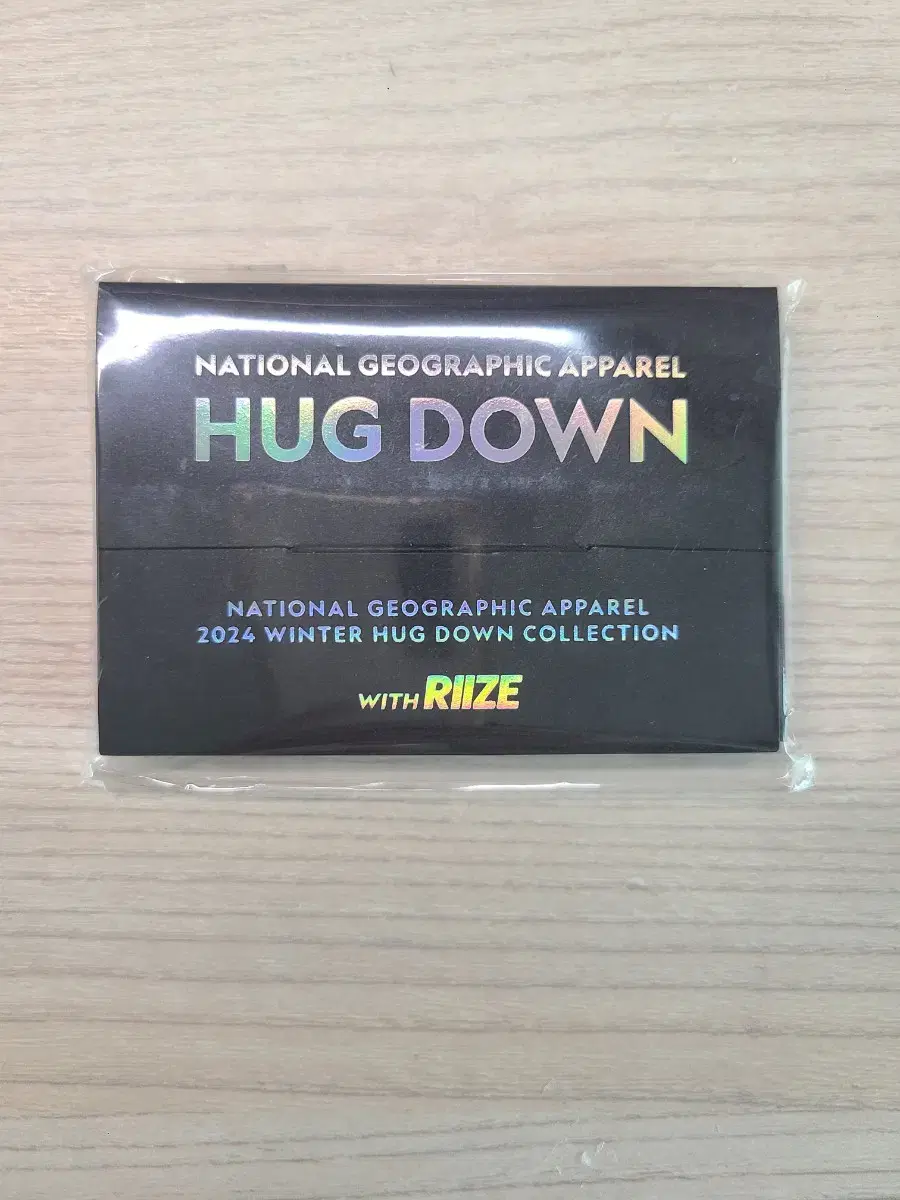 NATIONAL GEOGRAPHIC APPAREL
HUG DOWN
NATIONAL GEOGRAPHIC APPAREL
2024 WINTER HUG DOWN COLLECTION
WITH RIIZE